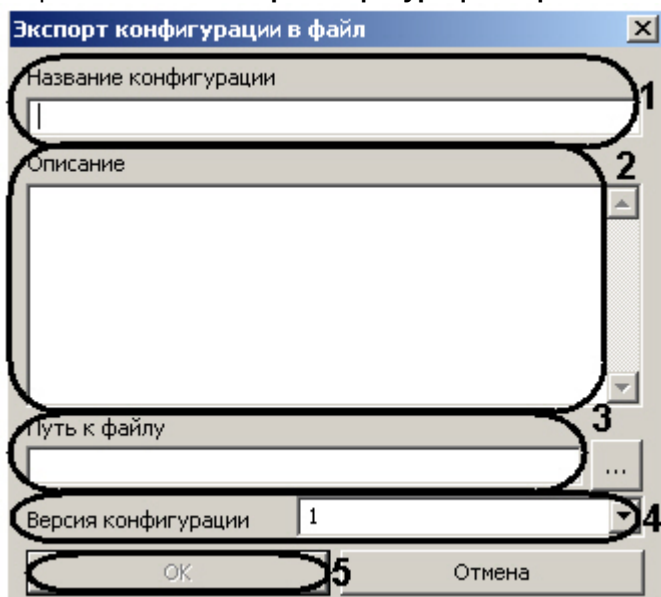 Экспорт конфигурации в файл
Название конфигурации
1
Описание
2
3
Путь к файлу
...
Версия конфигурации 1
4
OK
5
Отмена